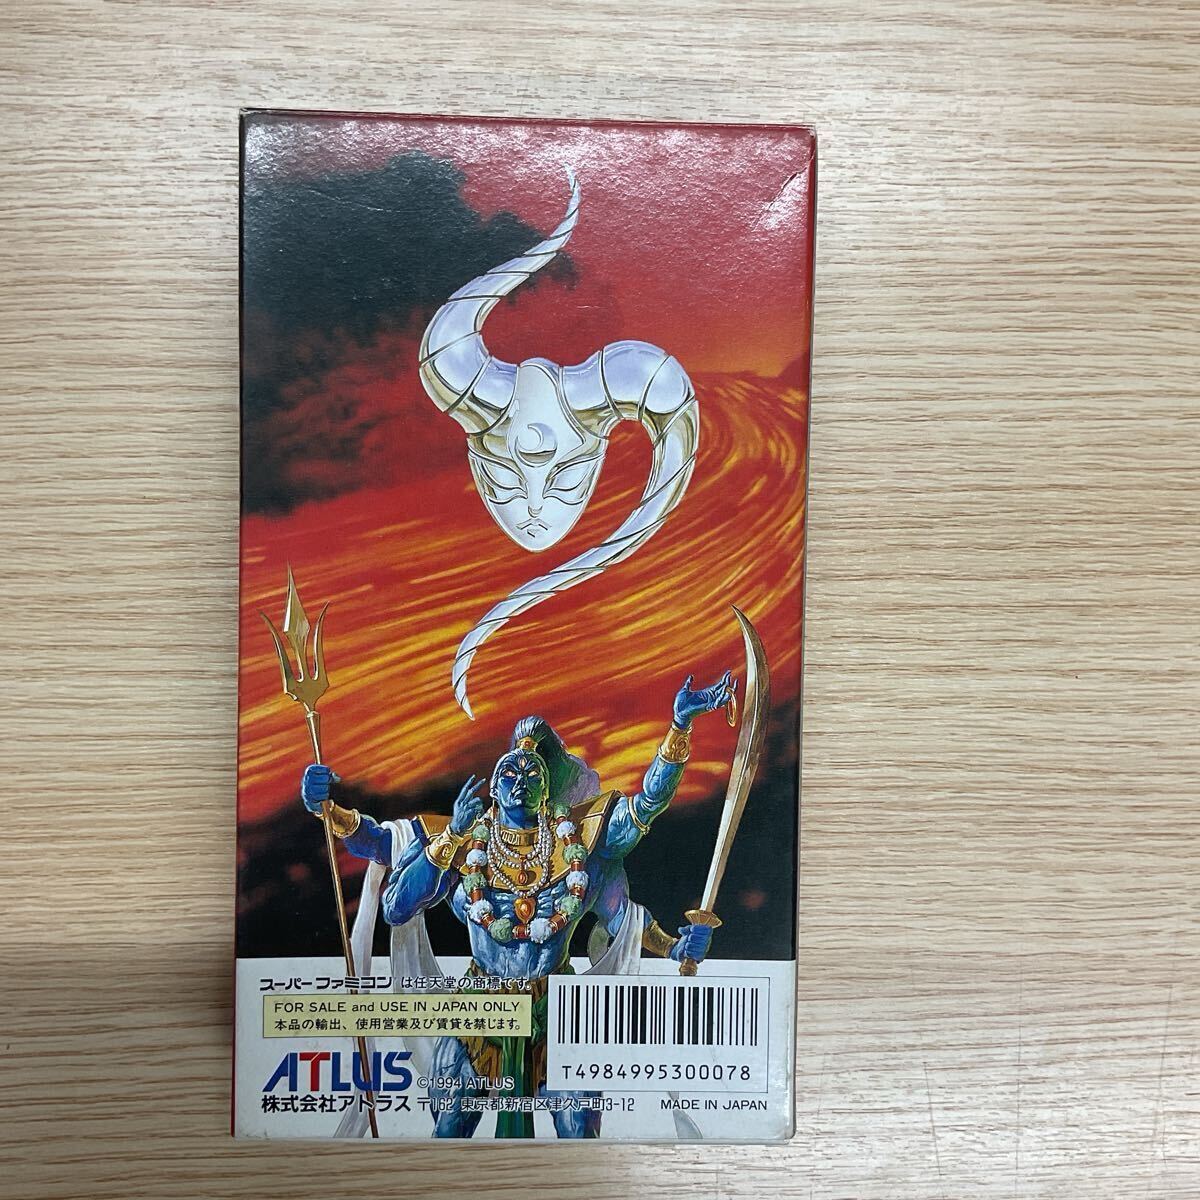 スーパーファミコンは任天堂の商標です。
FOR SALE and USE IN JAPAN ONLY
本品の輸出、使用営業及び賃貸を禁じます。
ATLUS ©1994 ATLUS
株式会社アトラス 〒162 東京都新宿区津久戸町3-12
T4984995300078
MADE IN JAPAN